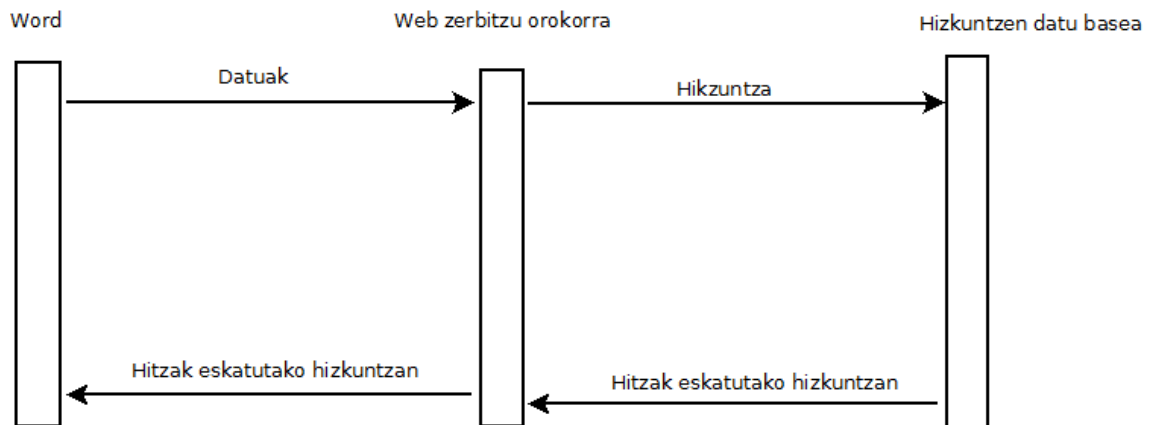 Word
Web zerbitzu orokorra
Hizkuntzen datu basea
Datuak
Hikzuntza
Hitzak eskatutako hizkuntzan
Hitzak eskatutako hizkuntzan